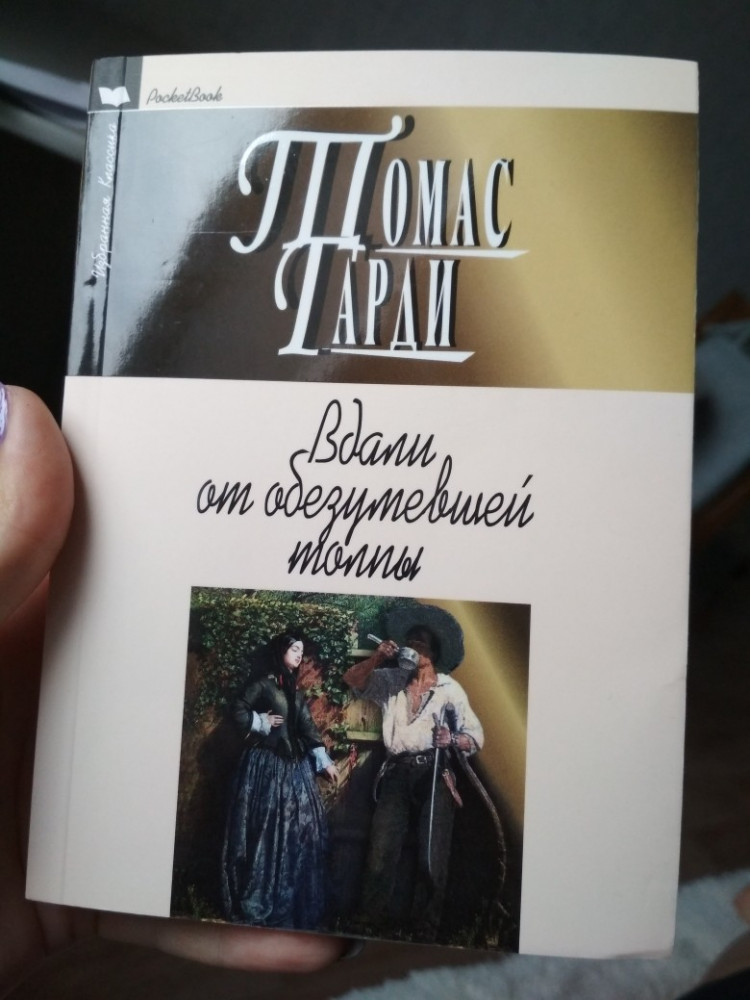 PocketBook
Избранная Классика
ТОМАС
ГАРДИ
Вдали
от обезумевшей
толпы